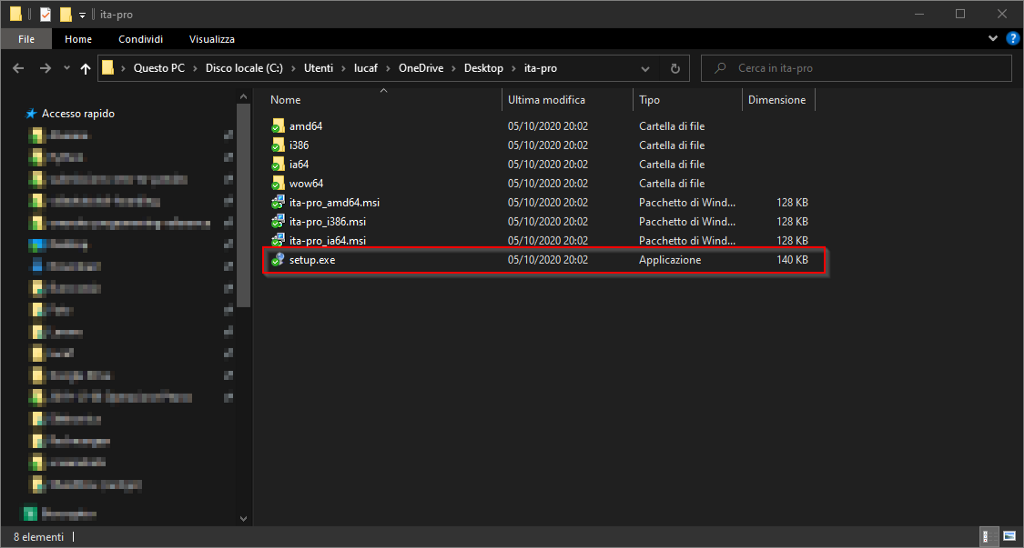 ita-pro
File Home Condividi Visualizza
Questo PC Disco locale (C:) Utenti lucaf OneDrive Desktop ita-pro Cerca in ita-pro
Nome Ultima modifica Tipo Dimensione
Accesso rapido
amd64 05/10/2020 20:02 Cartella di file
i386 05/10/2020 20:02 Cartella di file
ia64 05/10/2020 20:02 Cartella di file
wow64 05/10/2020 20:02 Cartella di file
ita-pro_amd64.msi 05/10/2020 20:02 Pacchetto di Wind... 128 KB
ita-pro_i386.msi 05/10/2020 20:02 Pacchetto di Wind... 128 KB
ita-pro_ia64.msi 05/10/2020 20:02 Pacchetto di Wind... 128 KB
setup.exe 05/10/2020 20:02 Applicazione 140 KB
8 elementi